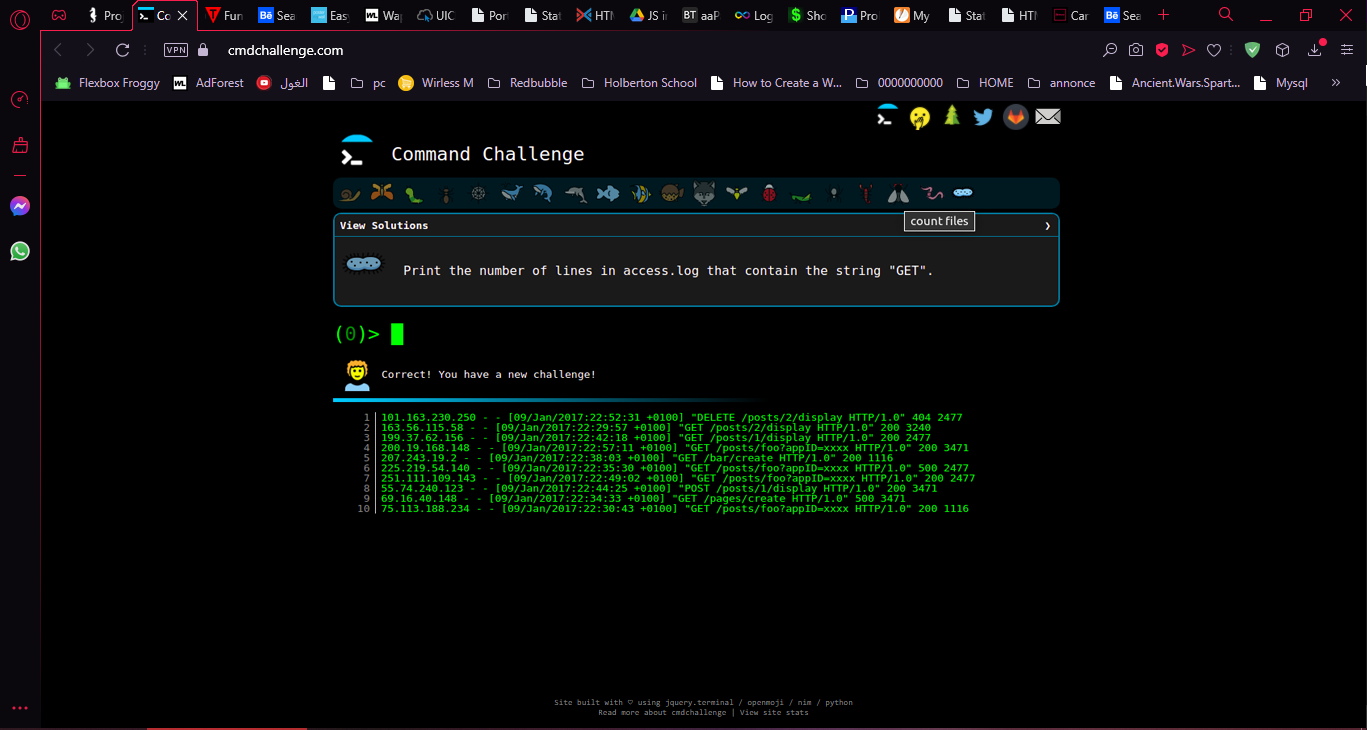 Proj
Co
Fun
Bē Sea
Easy
WL Wap
UIC
Port
Stat
HTM
JS in
BT aaP
Log
$ Sho
P Pro
My
Stat
HTM
Car
Bē Sea
VPN
cmdchallenge.com
Flexbox Froggy
WL AdForest
الغول
pc
Wirless M
Redbubble
Holberton School
How to Create a W...
0000000000
HOME
annonce
Ancient.Wars.Spart...
Mysql
»
Command Challenge
count files
View Solutions ❯
Print the number of lines in access.log that contain the string "GET".
(0)>
Correct! You have a new challenge!
1 101.163.230.250 - - [09/Jan/2017:22:52:31 +0100] "DELETE /posts/2/display HTTP/1.0" 404 2477
2 163.56.115.58 - - [09/Jan/2017:22:29:57 +0100] "GET /posts/2/display HTTP/1.0" 200 3240
3 199.37.62.156 - - [09/Jan/2017:22:42:18 +0100] "GET /posts/1/display HTTP/1.0" 200 2477
4 200.19.168.148 - - [09/Jan/2017:22:57:11 +0100] "GET /posts/foo?appID=xxxx HTTP/1.0" 200 3471
5 207.243.19.2 - - [09/Jan/2017:22:38:03 +0100] "GET /bar/create HTTP/1.0" 200 1116
6 225.219.54.140 - - [09/Jan/2017:22:35:30 +0100] "GET /posts/foo?appID=xxxx HTTP/1.0" 500 2477
7 251.111.109.143 - - [09/Jan/2017:22:49:02 +0100] "GET /posts/foo?appID=xxxx HTTP/1.0" 200 2477
8 55.74.240.123 - - [09/Jan/2017:22:44:25 +0100] "POST /posts/1/display HTTP/1.0" 200 3471
9 69.16.40.148 - - [09/Jan/2017:22:34:33 +0100] "GET /pages/create HTTP/1.0" 500 3471
10 75.113.188.234 - - [09/Jan/2017:22:30:43 +0100] "GET /posts/foo?appID=xxxx HTTP/1.0" 200 1116
Site built with ♡ using jquery.terminal / openmoji / nim / python
Read more about cmdchallenge | View site stats